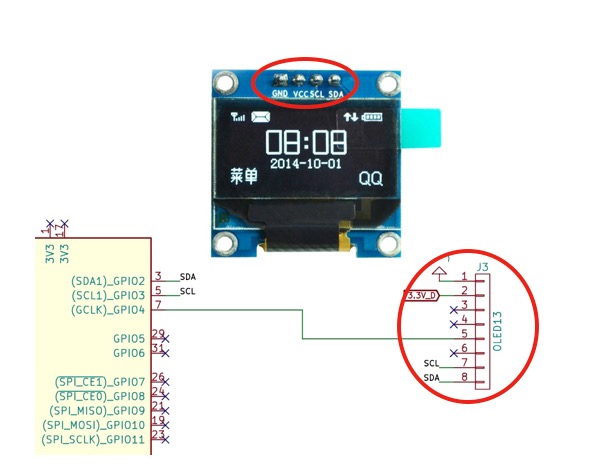 GND VCC SCL SDA
08:08
2014-10-01
菜单 QQ
1 17
3V3 3V3
(SDA1)_GPIO2 3 SDA
(SCL1)_GPIO3 5 SCL
(GCLK)_GPIO4 7
GPIO5 29
GPIO6 31
(SPI_CE1)_GPIO7 26
(SPI_CE0)_GPIO8 24
(SPI_MISO)_GPIO9 21
(SPI_MOSI)_GPIO10 19
(SPI_SCLK)_GPIO11 23
J3
1
3.3V_D 2
3
4
5
6
SCL 7
SDA 8
OLED13